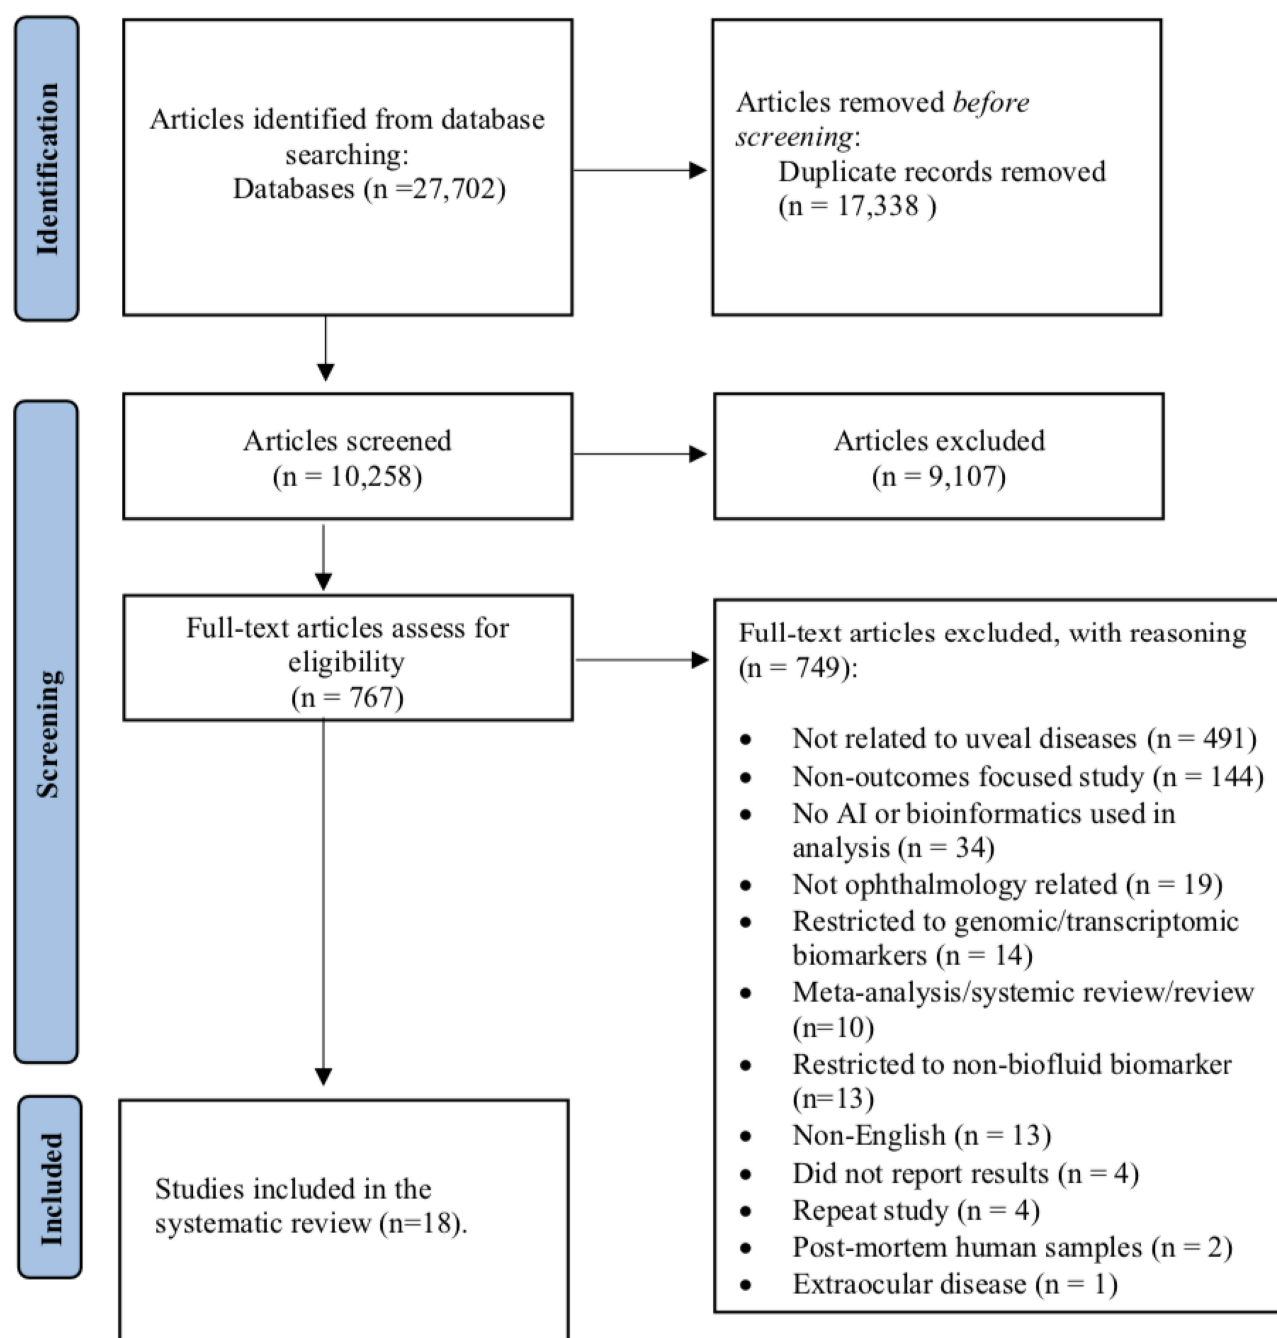 Identification
Articles identified from database
searching:
Databases (n =27,702)
Articles removed before
screening:
Duplicate records removed
(n = 17,338 )
Screening
Articles screened
(n = 10,258)
Articles excluded
(n = 9,107)
Full-text articles assess for
eligibility
(n = 767)
Full-text articles excluded, with reasoning
(n = 749):
• Not related to uveal diseases (n = 491)
• Non-outcomes focused study (n = 144)
• No AI or bioinformatics used in
analysis (n = 34)
• Not ophthalmology related (n = 19)
• Restricted to genomic/transcriptomic
biomarkers (n = 14)
• Meta-analysis/systemic review/review
(n=10)
• Restricted to non-biofluid biomarker
(n=13)
• Non-English (n = 13)
• Did not report results (n = 4)
• Repeat study (n = 4)
• Post-mortem human samples (n = 2)
• Extraocular disease (n = 1)
Included
Studies included in the
systematic review (n=18).